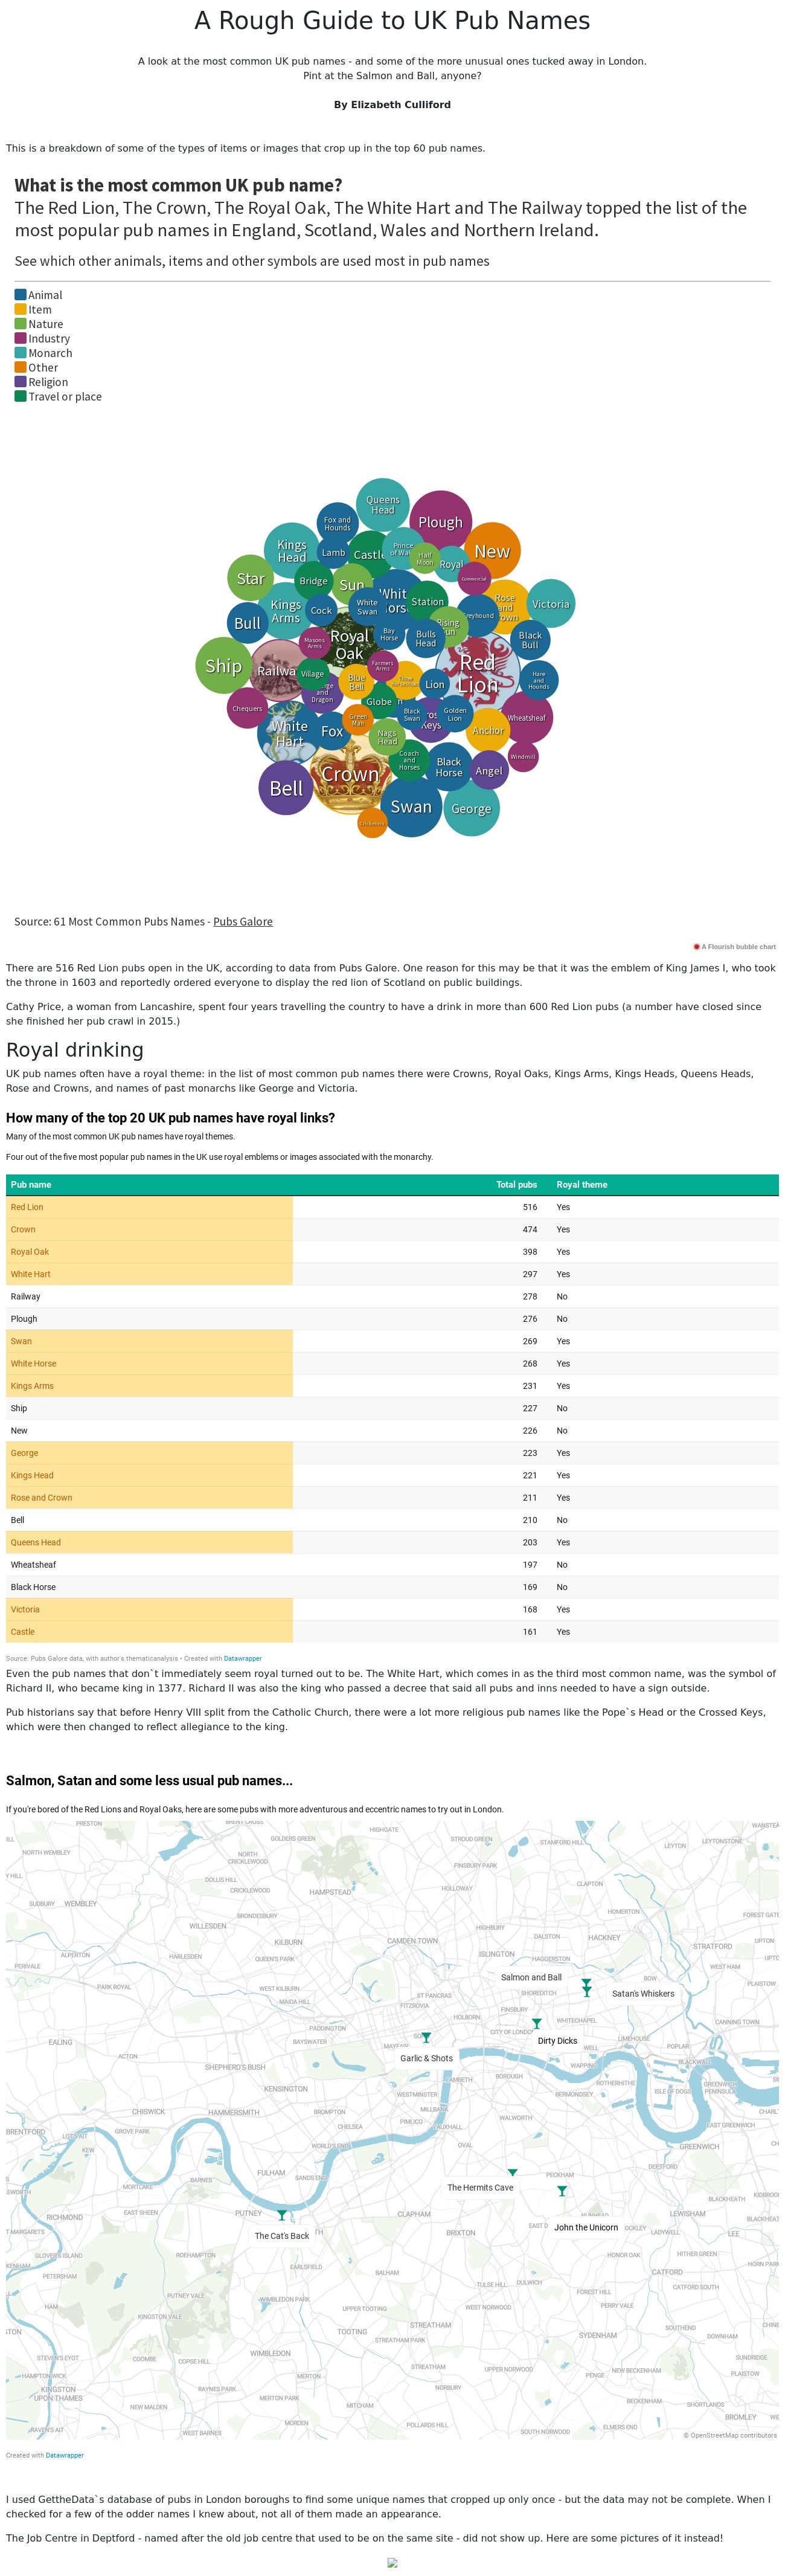 A Rough Guide to UK Pub Names
A look at the most common UK pub names - and some of the more unusual ones tucked away in London.
Pint at the Salmon and Ball, anyone?
By Elizabeth Culliford
This is a breakdown of some of the types of items or images that crop up in the top 60 pub names.
What is the most common UK pub name?
The Red Lion, The Crown, The Royal Oak, The White Hart and The Railway topped the list of the
most popular pub names in England, Scotland, Wales and Northern Ireland.
See which other animals, items and other symbols are used most in pub names
Animal
Item
Nature
Industry
Monarch
Other
Religion
Travel or place
Queens
Head
Plough
Fox and
Hounds
Kings
Head
Lamb
Castle
Prince
Half
Moon
Royal
New
Commercial
Star
Bridge
Sun
Station
Victoria
Kings
Arms
Cock
White
Swan
Greyhound
Bull
Bay
Horse
Bulls
Head
Black
Bull
Masons
Arms
Royal
Oak
Ship
Village
Farmers
Arms
Red
Lion
Blue
Bell
Lion
Hare
and
Hounds
Chequers
Globe
Black
Swan
Golden
Lion
Wheatsheaf
White
Hart
Fox
Green
Man
Nags
Head
Anchor
Coach
and
Horses
Black
Horse
Angel
Windmill
Bell
Crown
Swan
George
Cricketers
Source: 61 Most Common Pubs Names - Pubs Galore
A Flourish bubble chart
There are 516 Red Lion pubs open in the UK, according to data from Pubs Galore. One reason for this may be that it was the emblem of King James I, who took
the throne in 1603 and reportedly ordered everyone to display the red lion of Scotland on public buildings.
Cathy Price, a woman from Lancashire, spent four years travelling the country to have a drink in more than 600 Red Lion pubs (a number have closed since
she finished her pub crawl in 2015.)
Royal drinking
UK pub names often have a royal theme: in the list of most common pub names there were Crowns, Royal Oaks, Kings Arms, Kings Heads, Queens Heads,
Rose and Crowns, and names of past monarchs like George and Victoria.
How many of the top 20 UK pub names have royal links?
Many of the most common UK pub names have royal themes.
Four out of the five most popular pub names in the UK use royal emblems or images associated with the monarchy.
Pub name Total pubs Royal theme
Red Lion 516 Yes
Crown 474 Yes
Royal Oak 398 Yes
White Hart 297 Yes
Railway 278 No
Plough 276 No
Swan 269 Yes
White Horse 268 Yes
Kings Arms 231 Yes
Ship 227 No
New 226 No
George 223 Yes
Kings Head 221 Yes
Rose and Crown 211 Yes
Bell 210 No
Queens Head 203 Yes
Wheatsheaf 197 No
Black Horse 169 No
Victoria 168 Yes
Castle 161 Yes
Source: Pubs Galore data, with author's thematicanalysis • Created with Datawrapper
Even the pub names that don`t immediately seem royal turned out to be. The White Hart, which comes in as the third most common name, was the symbol of
Richard II, who became king in 1377. Richard II was also the king who passed a decree that said all pubs and inns needed to have a sign outside.
Pub historians say that before Henry VIII split from the Catholic Church, there were a lot more religious pub names like the Pope`s Head or the Crossed Keys,
which were then changed to reflect allegiance to the king.
Salmon, Satan and some less usual pub names...
If you're bored of the Red Lions and Royal Oaks, here are some pubs with more adventurous and eccentric names to try out in London.
PRESTON
GOLDERS GREEN
HIGHGATE
STROUD GREEN
STAMFORD HILL
LEYTON
LEYTONSTONE
NORTH WEMBLEY
NORTH
CRICKLEWOOD
FINSBURY PARK
DOLLIS HILL
CRICKLEWOOD
HAMPSTEAD
HOLLOWAY
CLAPTON
SUDBURY
WEMBLEY
HOMERTON
BRONDESBURY
WILLESDEN
HIGHBURY
FOREST GATE
KILBURN
CAMDEN TOWN
DALSTON
HACKNEY
UPTON
ALPERTON
HARLESDEN
QUEEN'S PARK
ISLINGTON
HAGGERSTON
STRATFORD
PERIVALE
WEST HAM
Salmon and Ball
BOW
PLAISTOW
PARK ROYAL
WEST KILBURN
Satan's Whiskers
ST PANCRAS
SHOREDITCH
MAIDA HILL
FITZROVIA
FINSBURY
HOLBORN
WHITECHAPEL
CANNING TOWN
PADDINGTON
CITY OF LONDON
EALING
BAYSWATER
Dirty Dicks
LIMEHOUSE
POPLAR
ACTON
Garlic & Shots
WAPPING
BLACKWALL
SHEPHERD'S BUSH
BOROUGH
ROTHERHITHE
KENSINGTON
WESTMINSTER
BERMONDSEY
ISLE OF DOGS
GREENWICH
PENINSULA
CHISWICK
HAMMERSMITH
BROMPTON
MILLBANK
WALWORTH
PIMLICO
VAUXHALL
CHELSEA
EAST GREENWICH
BRENTFORD
GROVE PARK
WORLD'S END
OVAL
GREENWICH
KEW
DEPTFORD
FULHAM
SANDS END
The Hermits Cave
PECKHAM
MORTLAKE
BARNES
BLACKHEATH
RICHMOND
EAST SHEEN
PUTNEY
CLAPHAM
LEWISHAM
The Cat's Back
BRIXTON
John the Unicorn
LADYWELL
LEE
ROEHAMPTON
HONOR OAK
HITHER GREEN
PETERSHAM
EARLSFIELD
BALHAM
CATFORD
TULSE HILL
DULWICH
CATFORD SOUTH
HAM
PUTNEY VALE
WIMBLEDON PARK
FOREST HILL
UPPER TOOTING
WEST NORWOOD
PERRY VALE
KINGSTON VALE
STREATHAM
SOUTHEND
TOOTING
SYDENHAM
DOWNHAM
STREATHAM PARK
WIMBLEDON
COOMBE
COPSE HILL
STREATHAM
UPPER NORWOOD
NEW BECKENHAM
SUNDRIDGE
MERTON
PENGE
PLAISTOW
KINGSTON
UPON THAMES
RAYNES PARK
NORBURY
MERTON PARK
BECKENHAM
SHORTLANDS
NEW MALDEN
MITCHAM
BROMLEY
MORDEN
POLLARDS HILL
ELMERS END
WEST BARNES
SOUTH NORWOOD
© OpenStreetMap contributors
Created with Datawrapper
I used GettheData`s database of pubs in London boroughs to find some unique names that cropped up only once - but the data may not be complete. When I
checked for a few of the odder names I knew about, not all of them made an appearance.
The Job Centre in Deptford - named after the old job centre that used to be on the same site - did not show up. Here are some pictures of it instead!